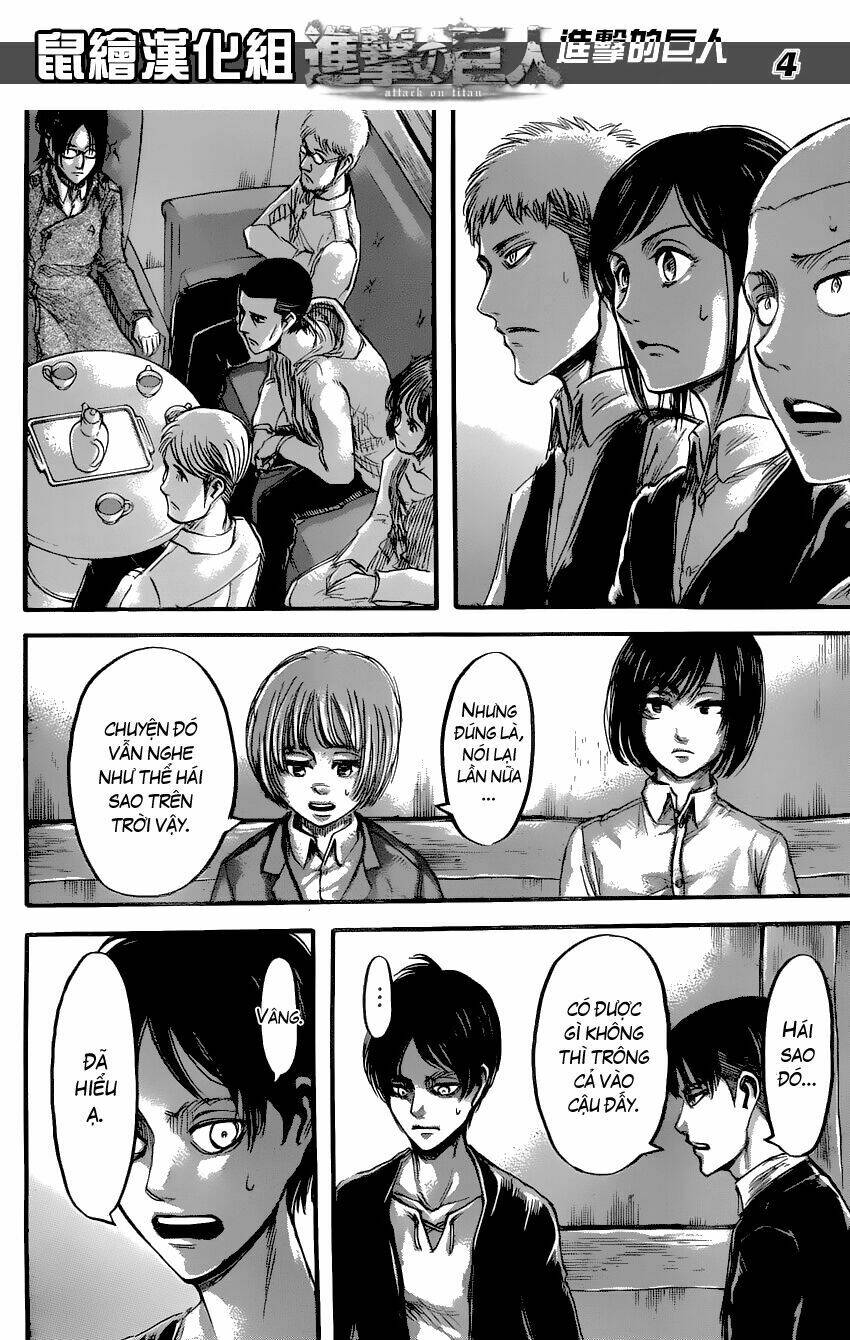 鼠繪漢化組
進撃の巨人
attack on titan
進擊的巨人
4
NHƯNG
ĐÚNG LÀ,
NÓI LẠI
LẦN NỮA
...
CHUYỆN ĐÓ
VẪN NGHE
NHƯ THỂ HÁI
SAO TRÊN
TRỜI VẬY.
HÁI
SAO
ĐÓ...
CÓ ĐƯỢC
GÌ KHÔNG
THÌ TRÔNG
CẢ VÀO
CẬU ĐẤY.
...
VÂNG.
ĐÃ
HIỂU
Ạ.